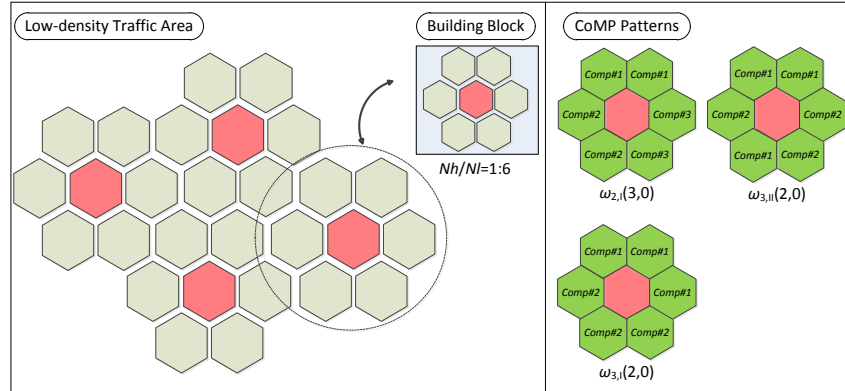 Low-density Traffic Area
Building Block
CoMP Patterns
Nh/Nl=1:6
Comp#1 Comp#1
Comp#2 Comp#3
Comp#2 Comp#3
ω2,I(3,0)
Comp#1 Comp#1
Comp#2 Comp#2
Comp#1 Comp#2
ω3,II(2,0)
Comp#1 Comp#1
Comp#2 Comp#1
Comp#2 Comp#2
ω3,I(2,0)